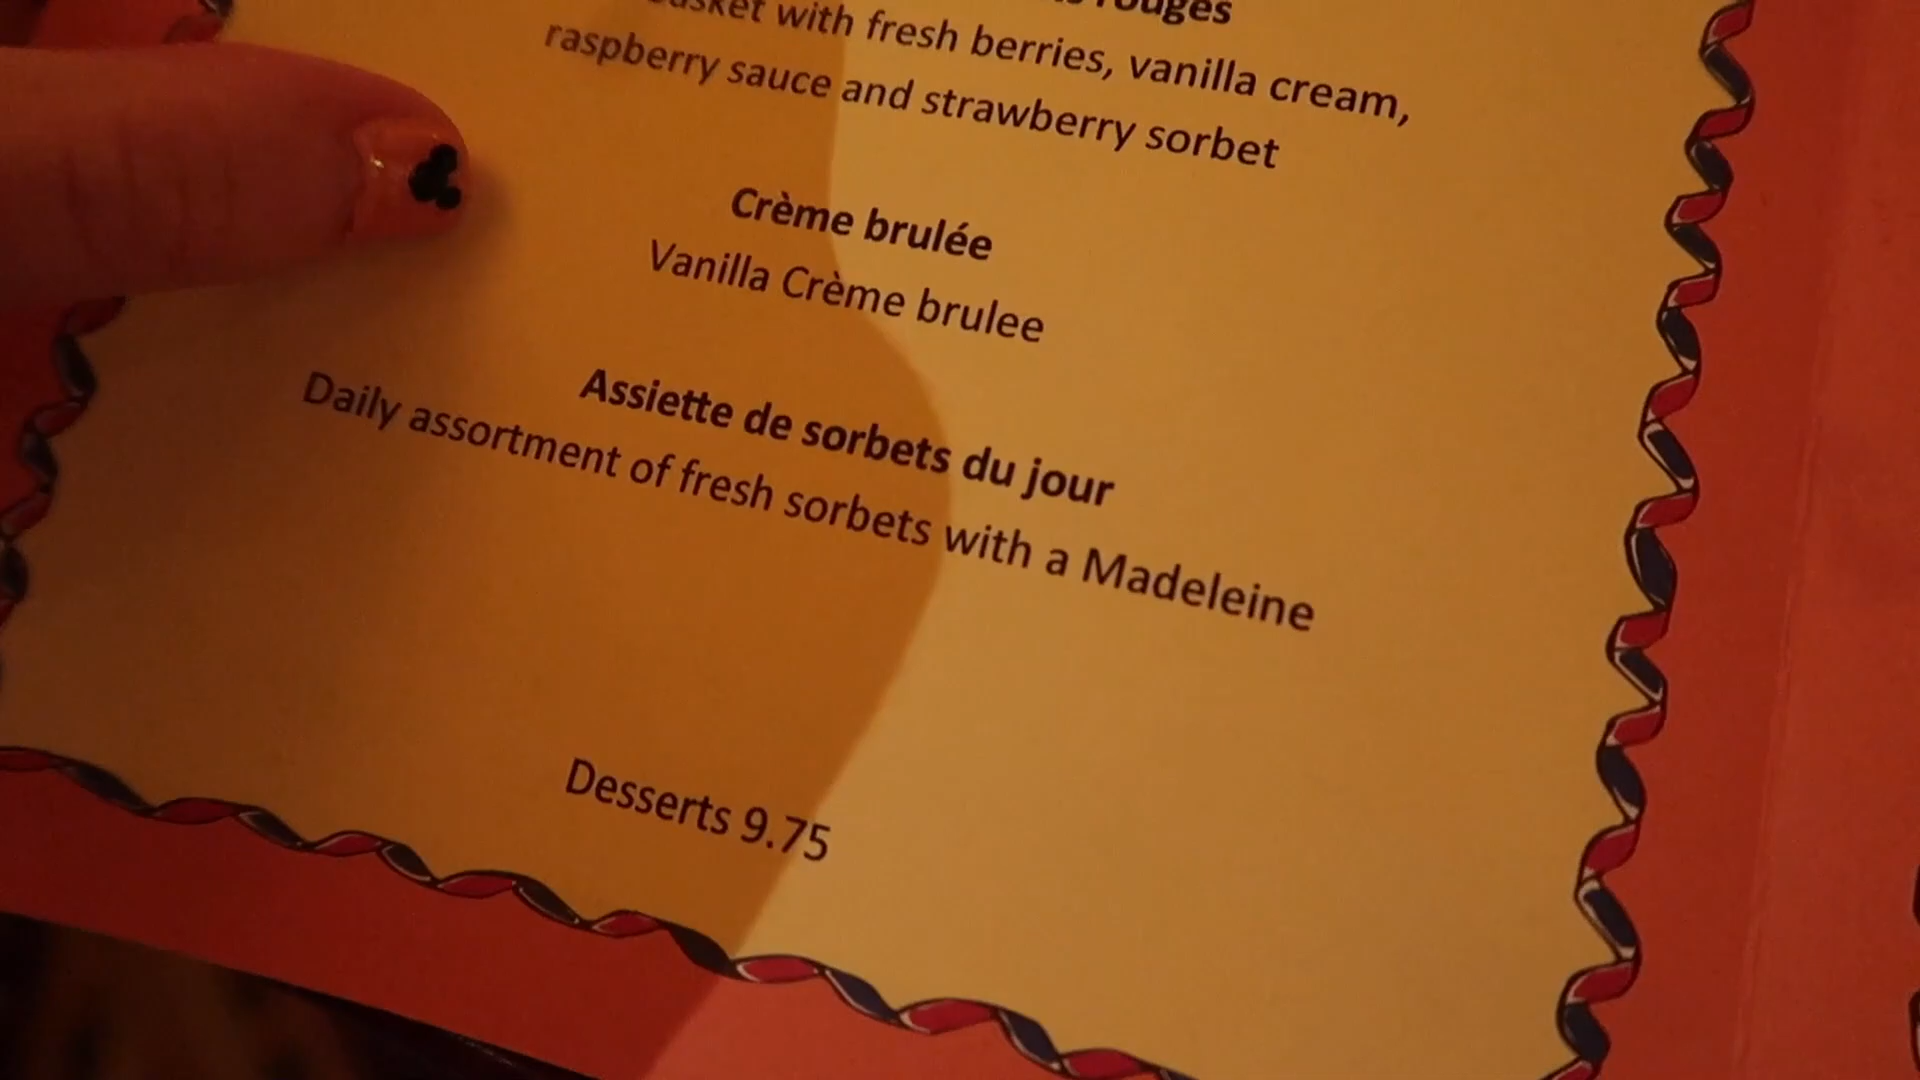 rouges
with fresh berries, vanilla cream,
raspberry sauce and strawberry sorbet
Crème brulée
Vanilla Crème brulee
Assiette de sorbets du jour
Daily assortment of fresh sorbets with a Madeleine
Desserts 9.75